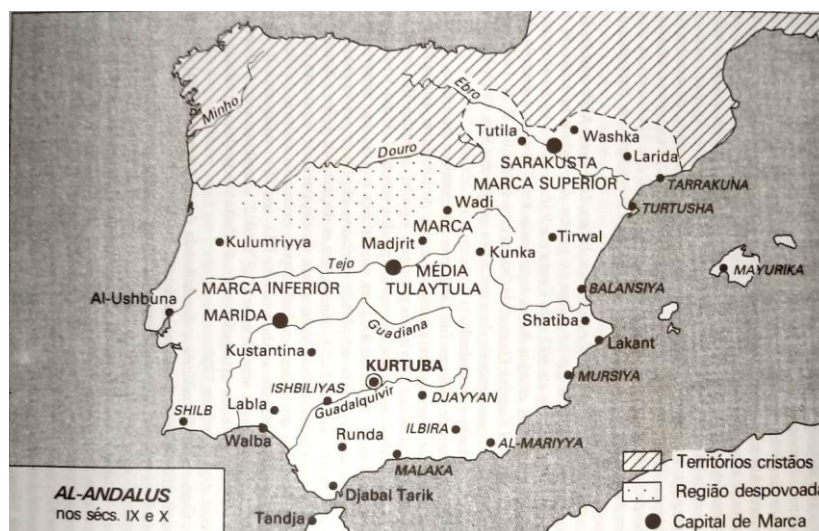 Minho
Ebro
Douro
Tutila
Washka
SARAKUSTA
Larida
MARCA SUPERIOR
TARRAKUNA
TURTUSHA
Wadi
MARCA
Kulumriyya
Madjrit
Tirwal
Kunka
Tejo
MÉDIA
MAYURIKA
MARCA INFERIOR
TULAYTULA
BALANSIYA
Al-Ushbuna
MARIDA
Shatiba
Guadiana
Lakant
Kustantina
KURTUBA
MURSIYA
ISHBILIYAS
DJAYYAN
SHILB
Labla
Guadalquivir
ILBIRA
Walba
Runda
AL-MARIYYA
MALAKA
Territórios cristãos
Região despovoada
Djabal Tarik
Capital de Marca
Tandja
AL-ANDALUS
nos sécs. IX e X